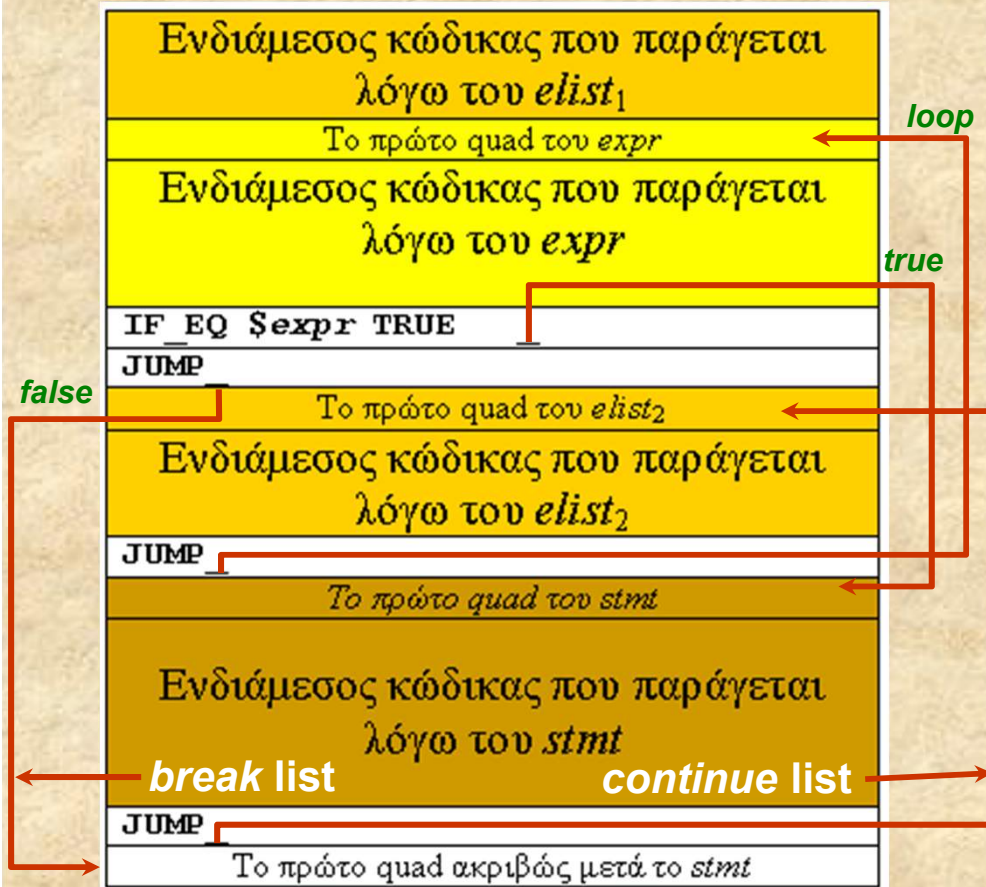 Ενδιάμεσος κώδικας που παράγεται
λόγω του elist₁
loop
Το πρώτο quad του expr
Ενδιάμεσος κώδικας που παράγεται
λόγω του expr
true
IF_EQ $expr TRUE _
JUMP_
false
Το πρώτο quad του elist₂
Ενδιάμεσος κώδικας που παράγεται
λόγω του elist₂
JUMP_
Το πρώτο quad του stmt
Ενδιάμεσος κώδικας που παράγεται
λόγω του stmt
break list
continue list
JUMP_
Το πρώτο quad ακριβώς μετά το stmt